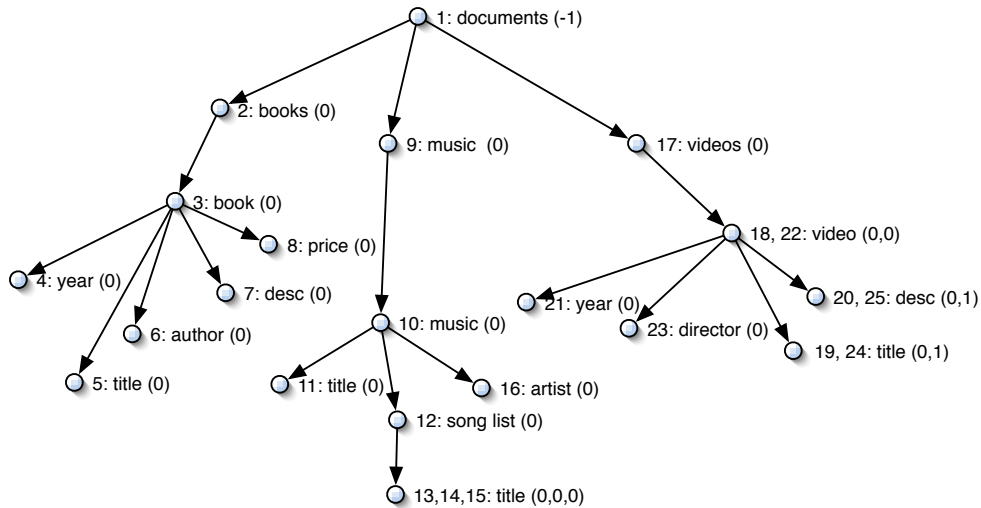 1: documents (-1)
2: books (0)
9: music (0)
17: videos (0)
3: book (0)
18, 22: video (0,0)
8: price (0)
4: year (0)
7: desc (0)
20, 25: desc (0,1)
21: year (0)
10: music (0)
23: director (0)
6: author (0)
19, 24: title (0,1)
5: title (0)
11: title (0)
16: artist (0)
12: song list (0)
13,14,15: title (0,0,0)